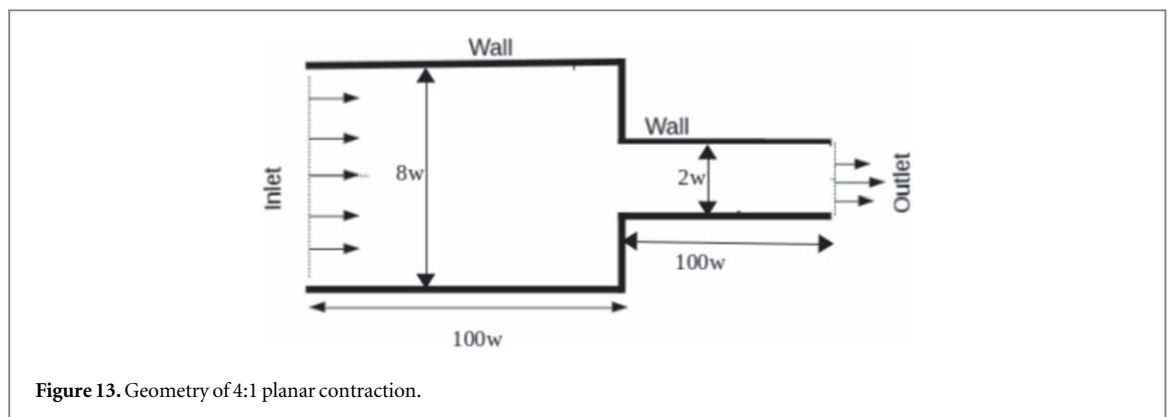 Wall
Wall
Inlet
8w
2w
Outlet
100w
100w
Figure 13. Geometry of 4:1 planar contraction.